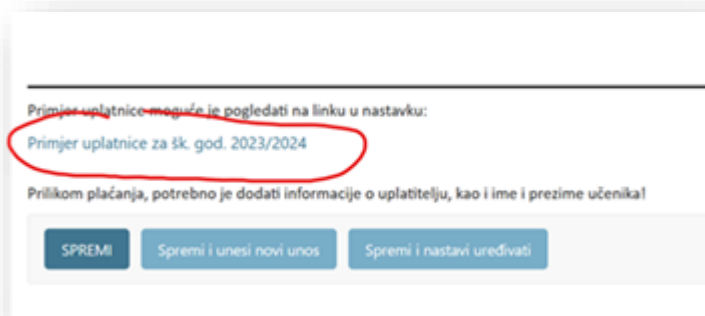 Primjer uplatnice moguće je pogledati na linku u nastavku:
Primjer uplatnice za šk. god. 2023/2024
Prilikom plaćanja, potrebno je dodati informacije o uplatitelju, kao i ime i prezime učenika!
SPREMI Spremi i unesi novi unos Spremi i nastavi uređivati